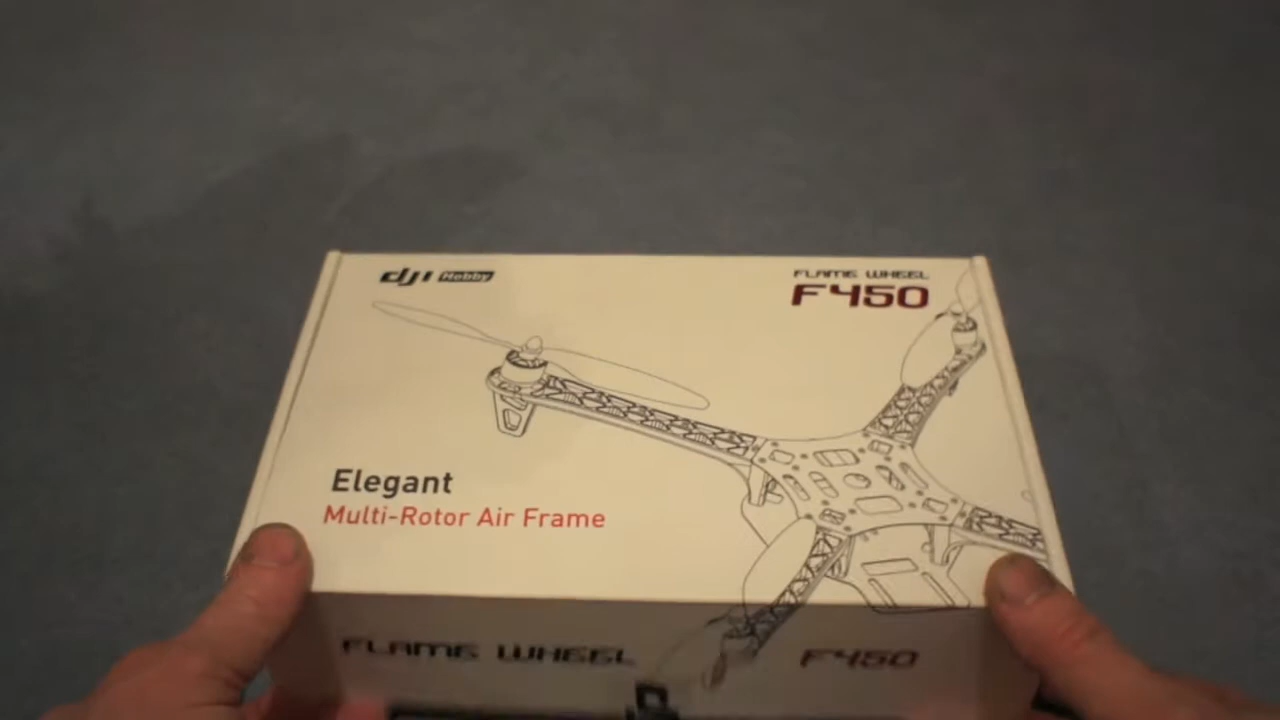 dji Hobby
FLAME WHEEL
F450
Elegant
Multi-Rotor Air Frame
FLAME WHEEL F450